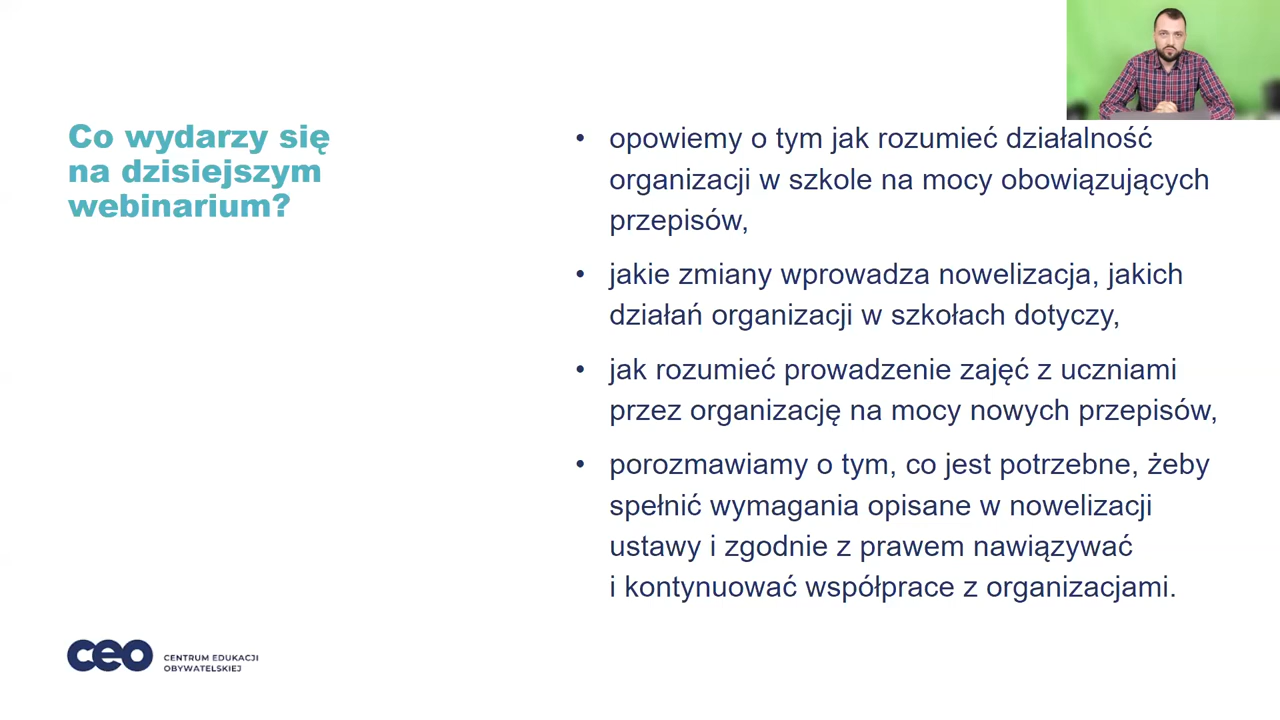 Co wydarzy się
na dzisiejszym
webinarium?
• opowiemy o tym jak rozumieć działalność
organizacji w szkole na mocy obowiązujących
przepisów,
• jakie zmiany wprowadza nowelizacja, jakich
działań organizacji w szkołach dotyczy,
• jak rozumieć prowadzenie zajęć z uczniami
przez organizację na mocy nowych przepisów,
• porozmawiamy o tym, co jest potrzebne, żeby
spełnić wymagania opisane w nowelizacji
ustawy i zgodnie z prawem nawiązywać
i kontynuować współprace z organizacjami.
ceo
CENTRUM EDUKACJI
OBYWATELSKIEJ